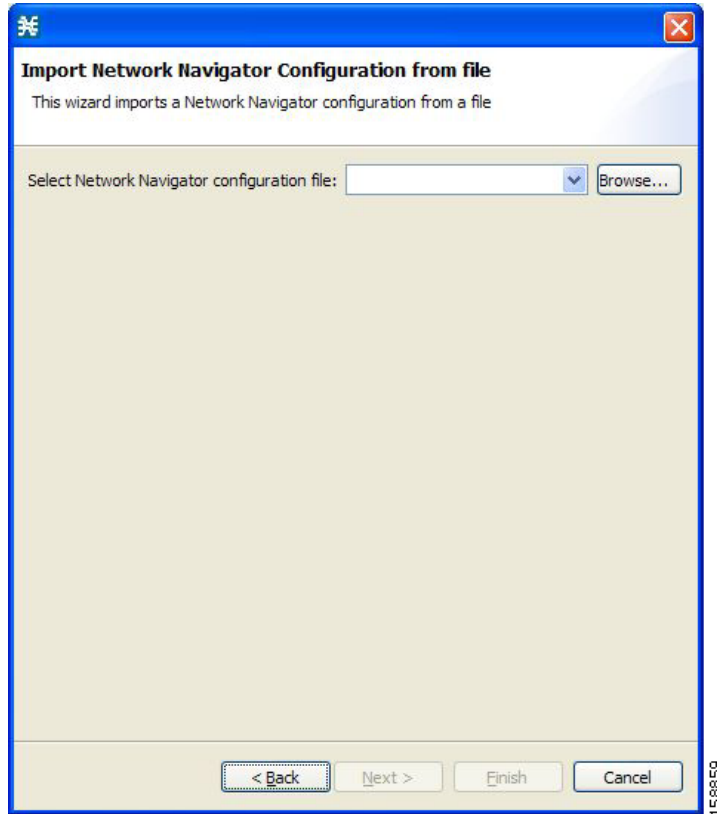 Import Network Navigator Configuration from file
This wizard imports a Network Navigator configuration from a file
Select Network Navigator configuration file:
Browse...
< Back
Next >
Finish
Cancel
158859